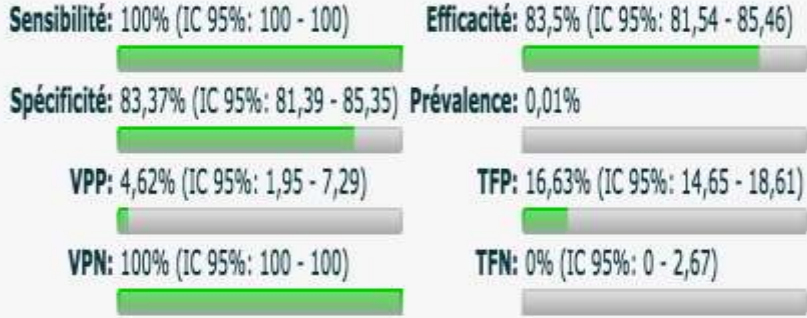 Sensibilité: 100% (IC 95%: 100 - 100) Efficacité: 83,5% (IC 95%: 81,54 - 85,46)
Spécificité: 83,37% (IC 95%: 81,39 - 85,35) Prévalence: 0,01%
VPP: 4,62% (IC 95%: 1,95 - 7,29) TFP: 16,63% (IC 95%: 14,65 - 18,61)
VPN: 100% (IC 95%: 100 - 100) TFN: 0% (IC 95%: 0 - 2,67)